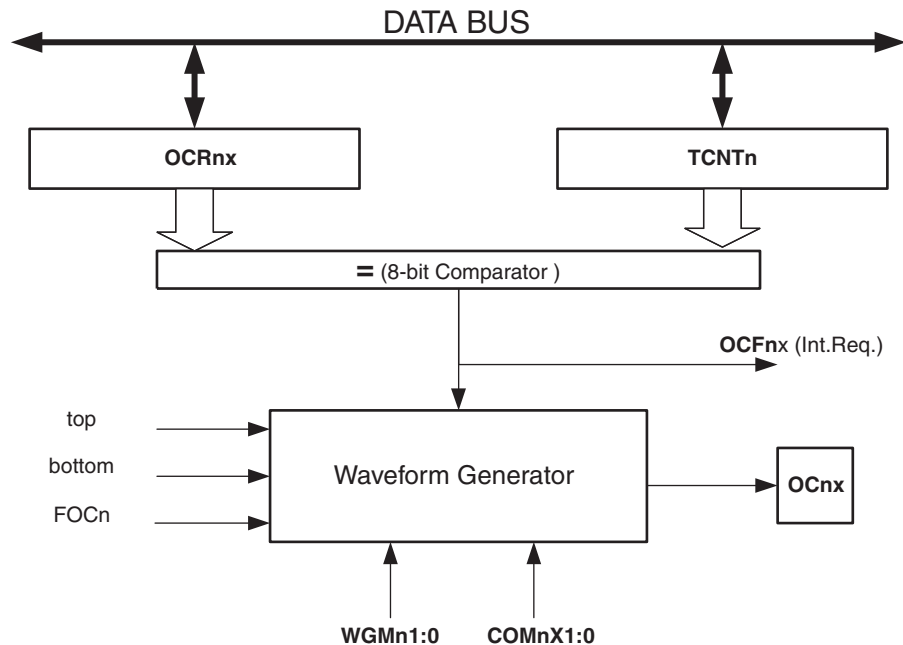 DATA BUS
OCRnx
TCNTn
= (8-bit Comparator )
OCFnx (Int.Req.)
top
bottom
FOCn
Waveform Generator
OCnx
WGMn1:0
COMnX1:0